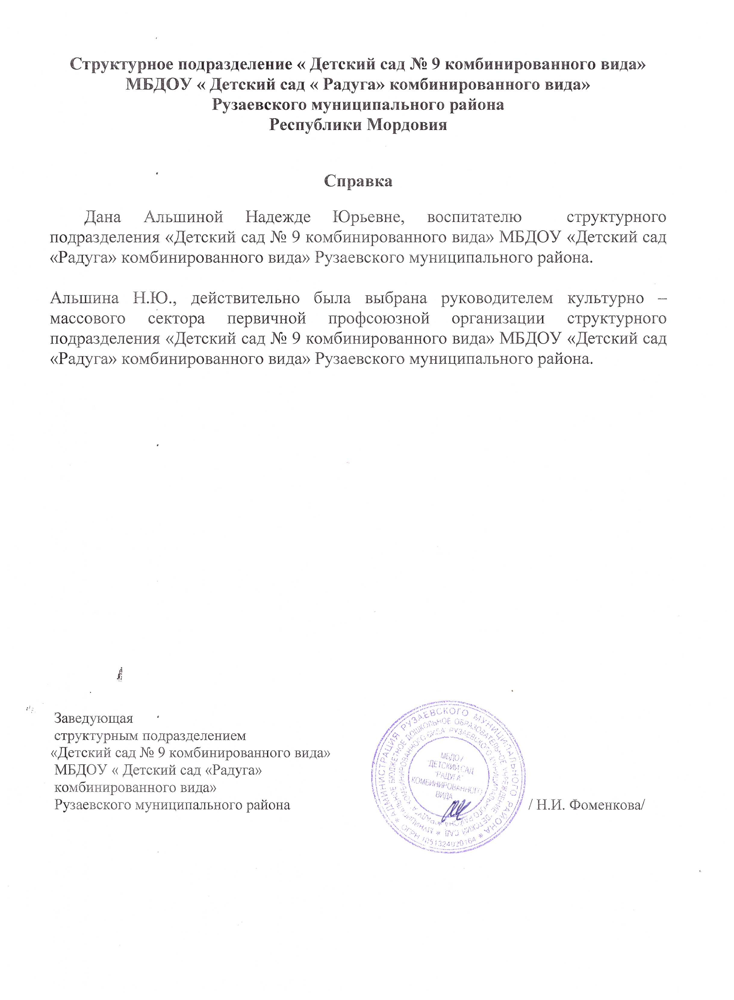 Структурное подразделение « Детский сад № 9 комбинированного вида»
МБДОУ « Детский сад « Радуга» комбинированного вида»
Рузаевского муниципального района
Республики Мордовия
Справка
Дана Альшиной Надежде Юрьевне, воспитателю структурного
подразделения «Детский сад № 9 комбинированного вида» МБДОУ «Детский сад
«Радуга» комбинированного вида» Рузаевского муниципального района.
Альшина Н.Ю., действительно была выбрана руководителем культурно –
массового сектора первичной профсоюзной организации структурного
подразделения «Детский сад № 9 комбинированного вида» МБДОУ «Детский сад
«Радуга» комбинированного вида» Рузаевского муниципального района.
Заведующая
структурным подразделением
«Детский сад № 9 комбинированного вида»
МБДОУ « Детский сад «Радуга»
комбинированного вида»
Рузаевского муниципального района
/ Н.И. Фоменкова/
* АДМИНИСТРАЦИЯ РУЗАЕВСКОГО МУНИЦИПАЛЬНОГО РАЙОНА *
ОГРН 1051324020164
* МУНИЦИПАЛЬНОЕ БЮДЖЕТНОЕ ДОШКОЛЬНОЕ ОБРАЗОВАТЕЛЬНОЕ УЧРЕЖДЕНИЕ "ДЕТСКИЙ САД
* "РАДУГА" КОМБИНИРОВАННОГО ВИДА" РУЗАЕВСКОГО МУНИЦИПАЛЬНОГО РАЙОНА
МБДОУ
"ДЕТСКИЙ САД
"РАДУГА"
КОМБИНИРОВАННОГО
ВИДА